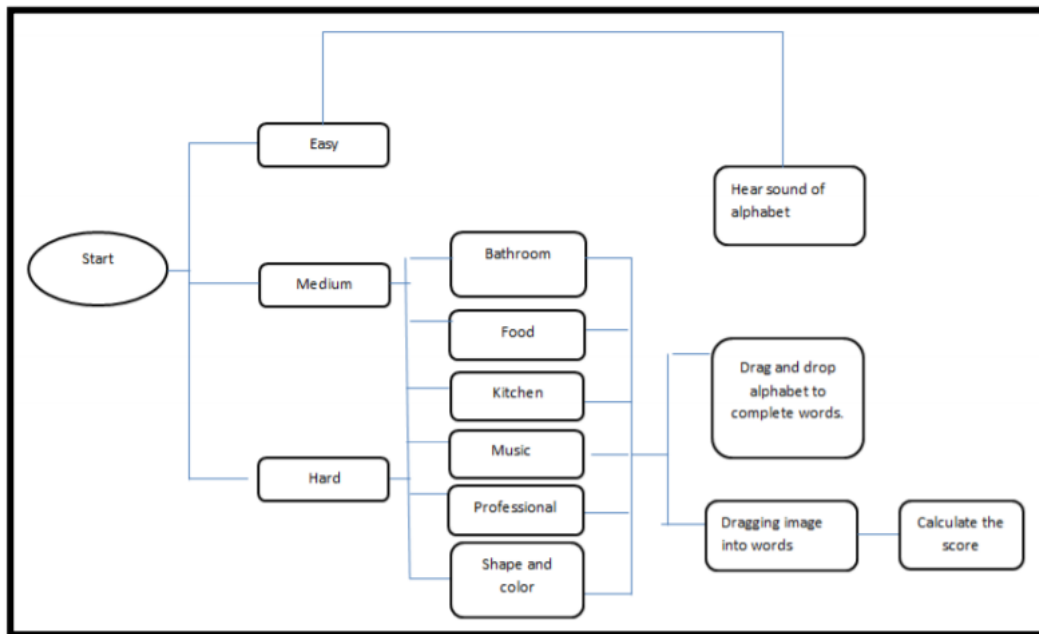 Start
Easy
Medium
Hard
Bathroom
Food
Kitchen
Music
Professional
Shape and
color
Hear sound of
alphabet
Drag and drop
alphabet to
complete words.
Dragging image
into words
Calculate the
score